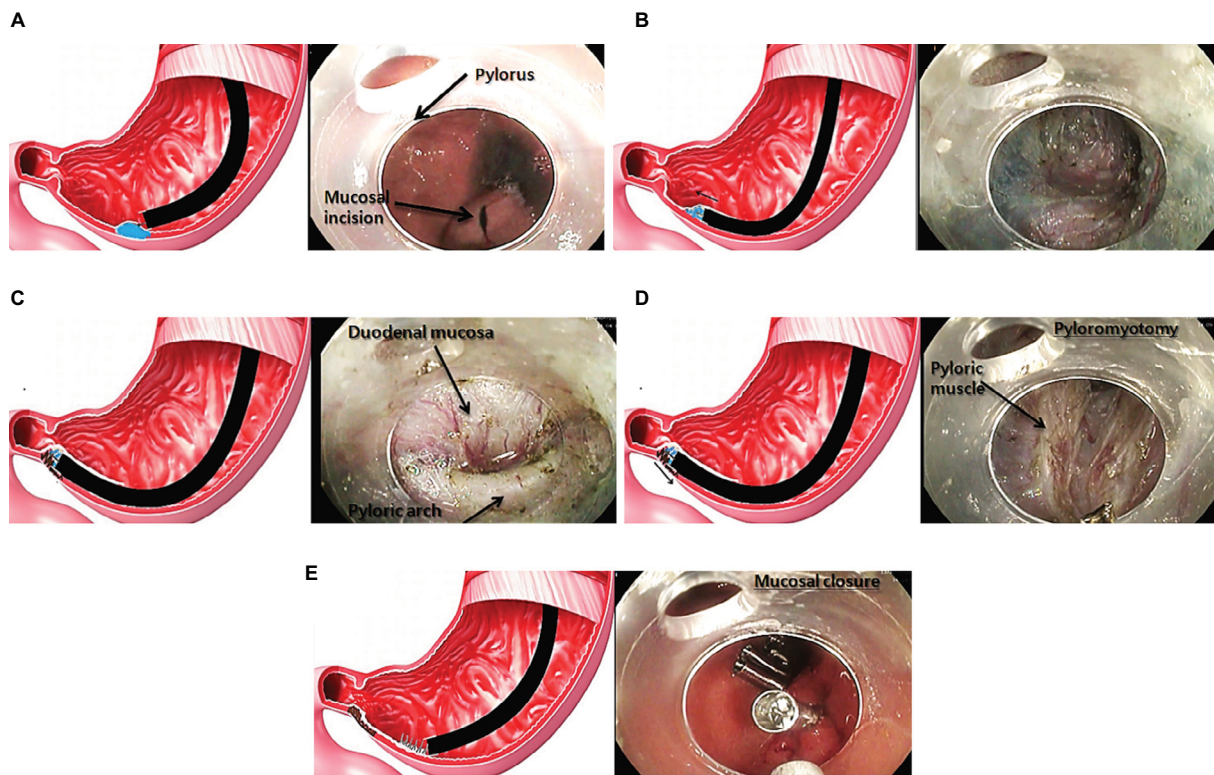 A
B
Pylorus
Mucosal
incision
C
D
Duodenal mucosa
Pyloric arch
Pyloromyotomy
Pyloric
muscle
E
Mucosal closure